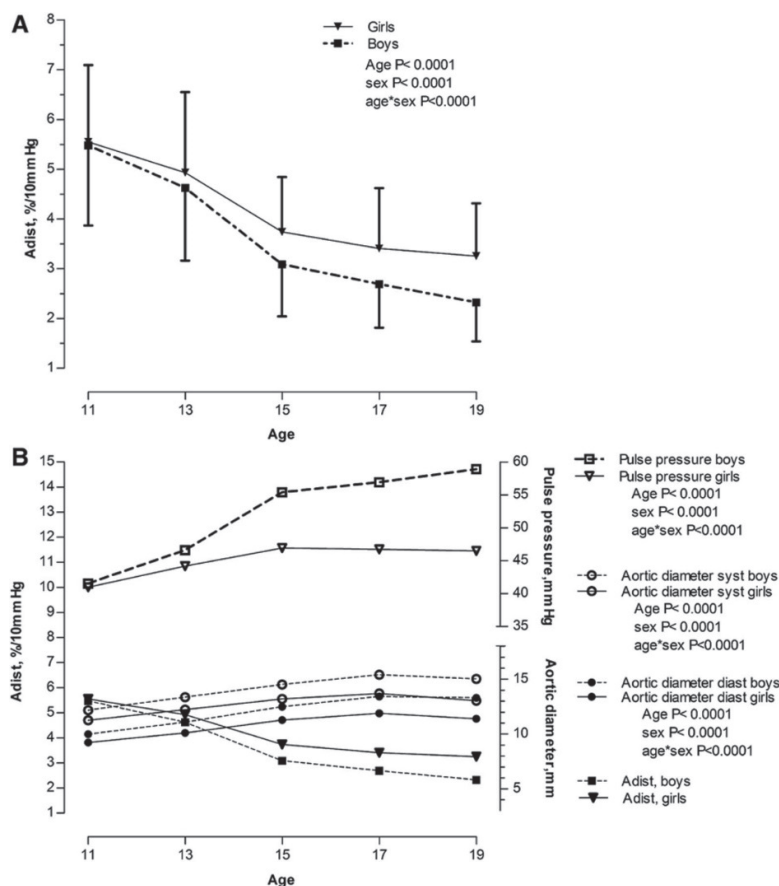 A
Girls
Boys
Age P< 0.0001
sex P< 0.0001
age*sex P<0.0001
8
7
6
5
4
3
2
1
Adist, %/10mmHg
11 13 15 17 19
Age
B
15
14
13
12
11
10
9
8
7
6
5
4
3
2
1
Adist, %/10mmHg
60
55
50
45
40
35
Pulse pressure,mmHg
15
10
5
Aortic diameter,mm
11 13 15 17 19
Age
Pulse pressure boys
Pulse pressure girls
Age P< 0.0001
sex P< 0.0001
age*sex P<0.0001
Aortic diameter syst boys
Aortic diameter syst girls
Age P< 0.0001
sex P< 0.0001
age*sex P<0.0001
Aortic diameter diast boys
Aortic diameter diast girls
Age P< 0.0001
sex P< 0.0001
age*sex P<0.0001
Adist, boys
Adist, girls